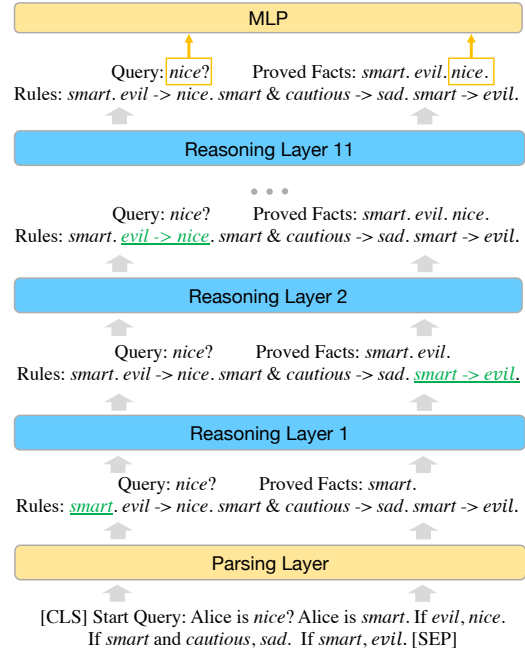 MLP
Query: nice? Proved Facts: smart. evil. nice.
Rules: smart. evil -> nice. smart & cautious -> sad. smart -> evil.
Reasoning Layer 11
Query: nice? Proved Facts: smart. evil. nice.
Rules: smart. evil -> nice. smart & cautious -> sad. smart -> evil.
Reasoning Layer 2
Query: nice? Proved Facts: smart. evil.
Rules: smart. evil -> nice. smart & cautious -> sad. smart -> evil.
Reasoning Layer 1
Query: nice? Proved Facts: smart.
Rules: smart. evil -> nice. smart & cautious -> sad. smart -> evil.
Parsing Layer
[CLS] Start Query: Alice is nice? Alice is smart. If evil, nice.
If smart and cautious, sad. If smart, evil. [SEP]